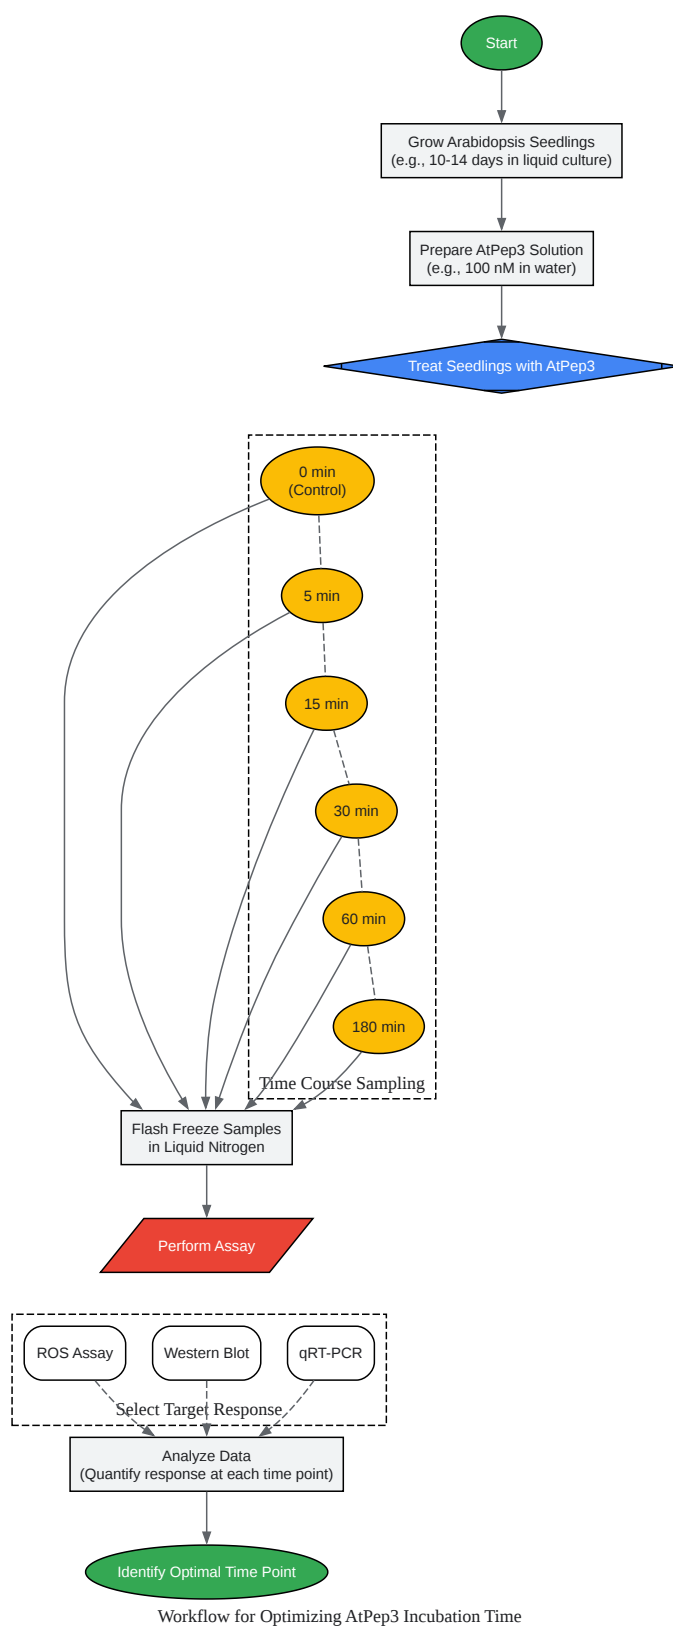 Start
Grow Arabidopsis Seedlings
(e.g., 10-14 days in liquid culture)
Prepare AtPep3 Solution
(e.g., 100 nM in water)
Treat Seedlings with AtPep3
0 min
(Control)
5 min
15 min
30 min
60 min
180 min
Time Course Sampling
Flash Freeze Samples
in Liquid Nitrogen
Perform Assay
ROS Assay
Western Blot
qRT-PCR
Select Target Response
Analyze Data
(Quantify response at each time point)
Identify Optimal Time Point
Workflow for Optimizing AtPep3 Incubation Time